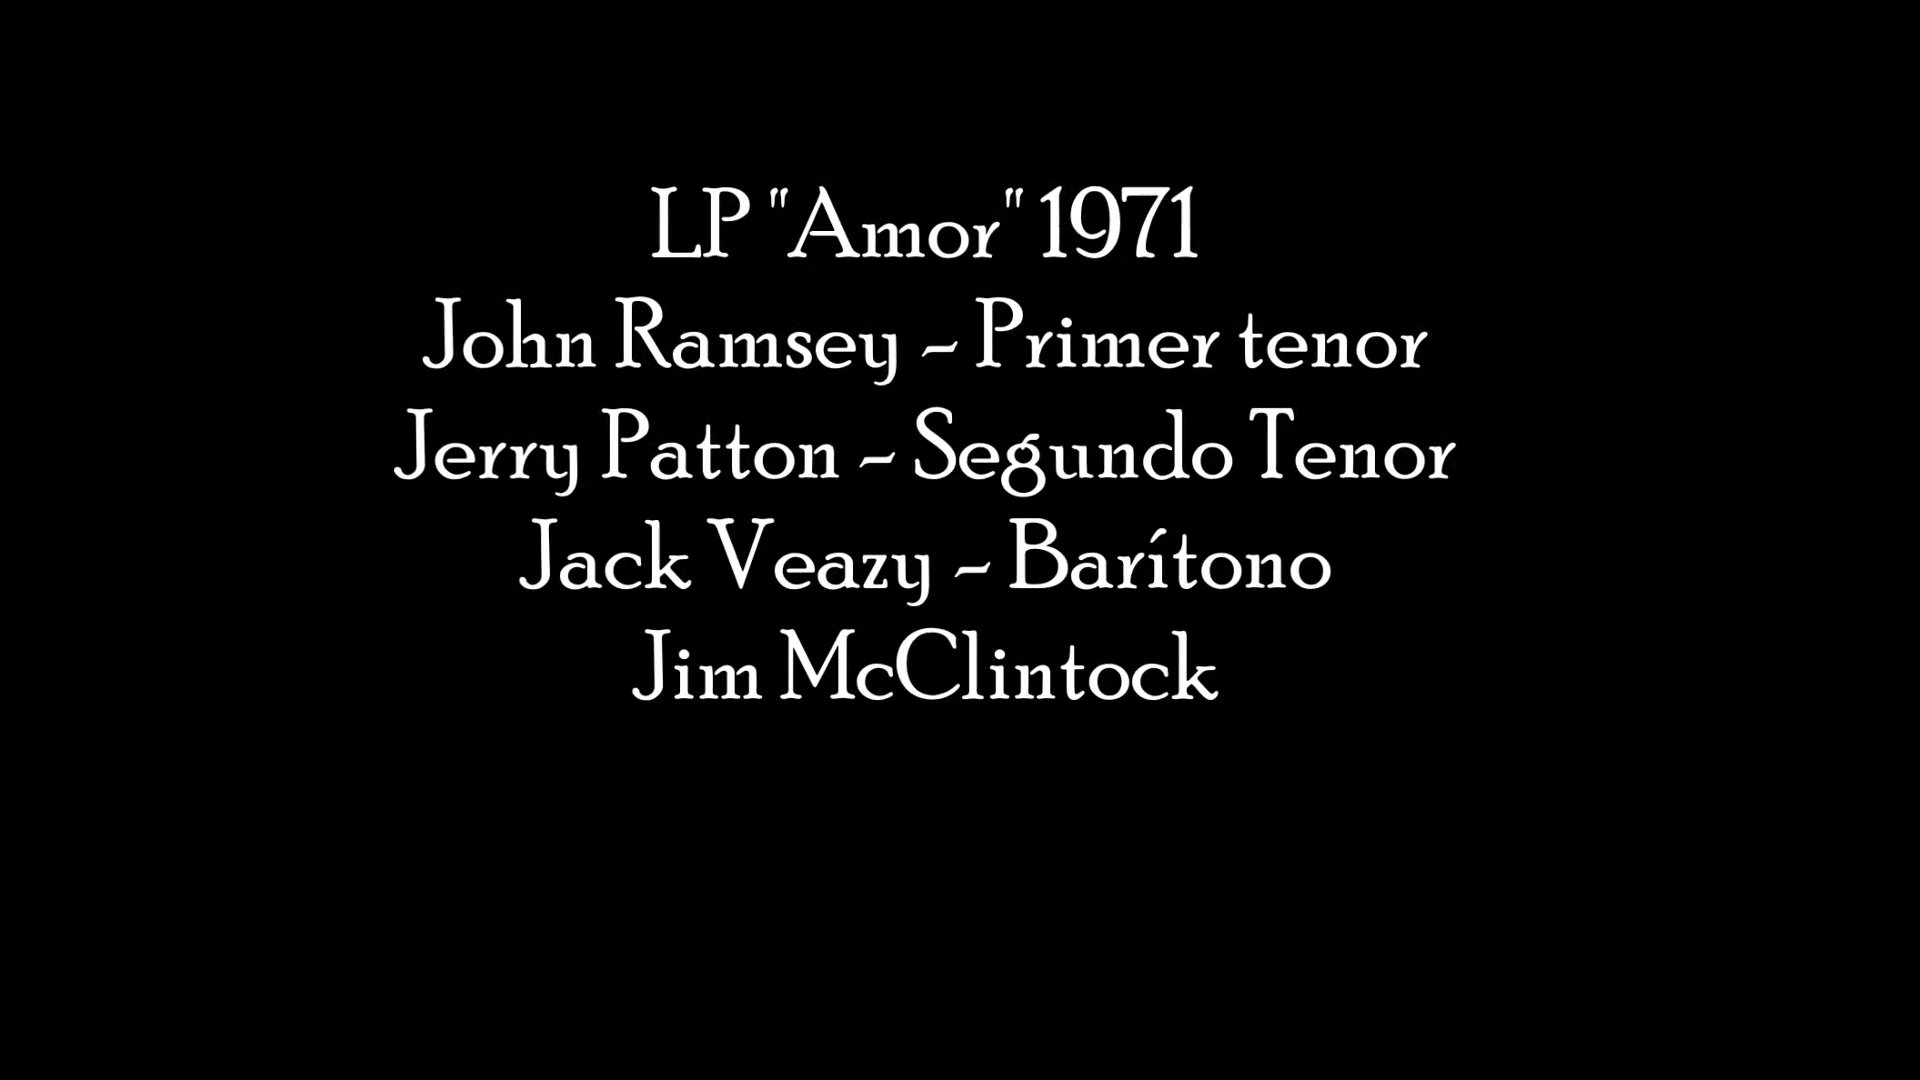 LP "Amor" 1971
John Ramsey - Primer tenor
Jerry Patton - Segundo Tenor
Jack Veazy - Barítono
Jim McClintock